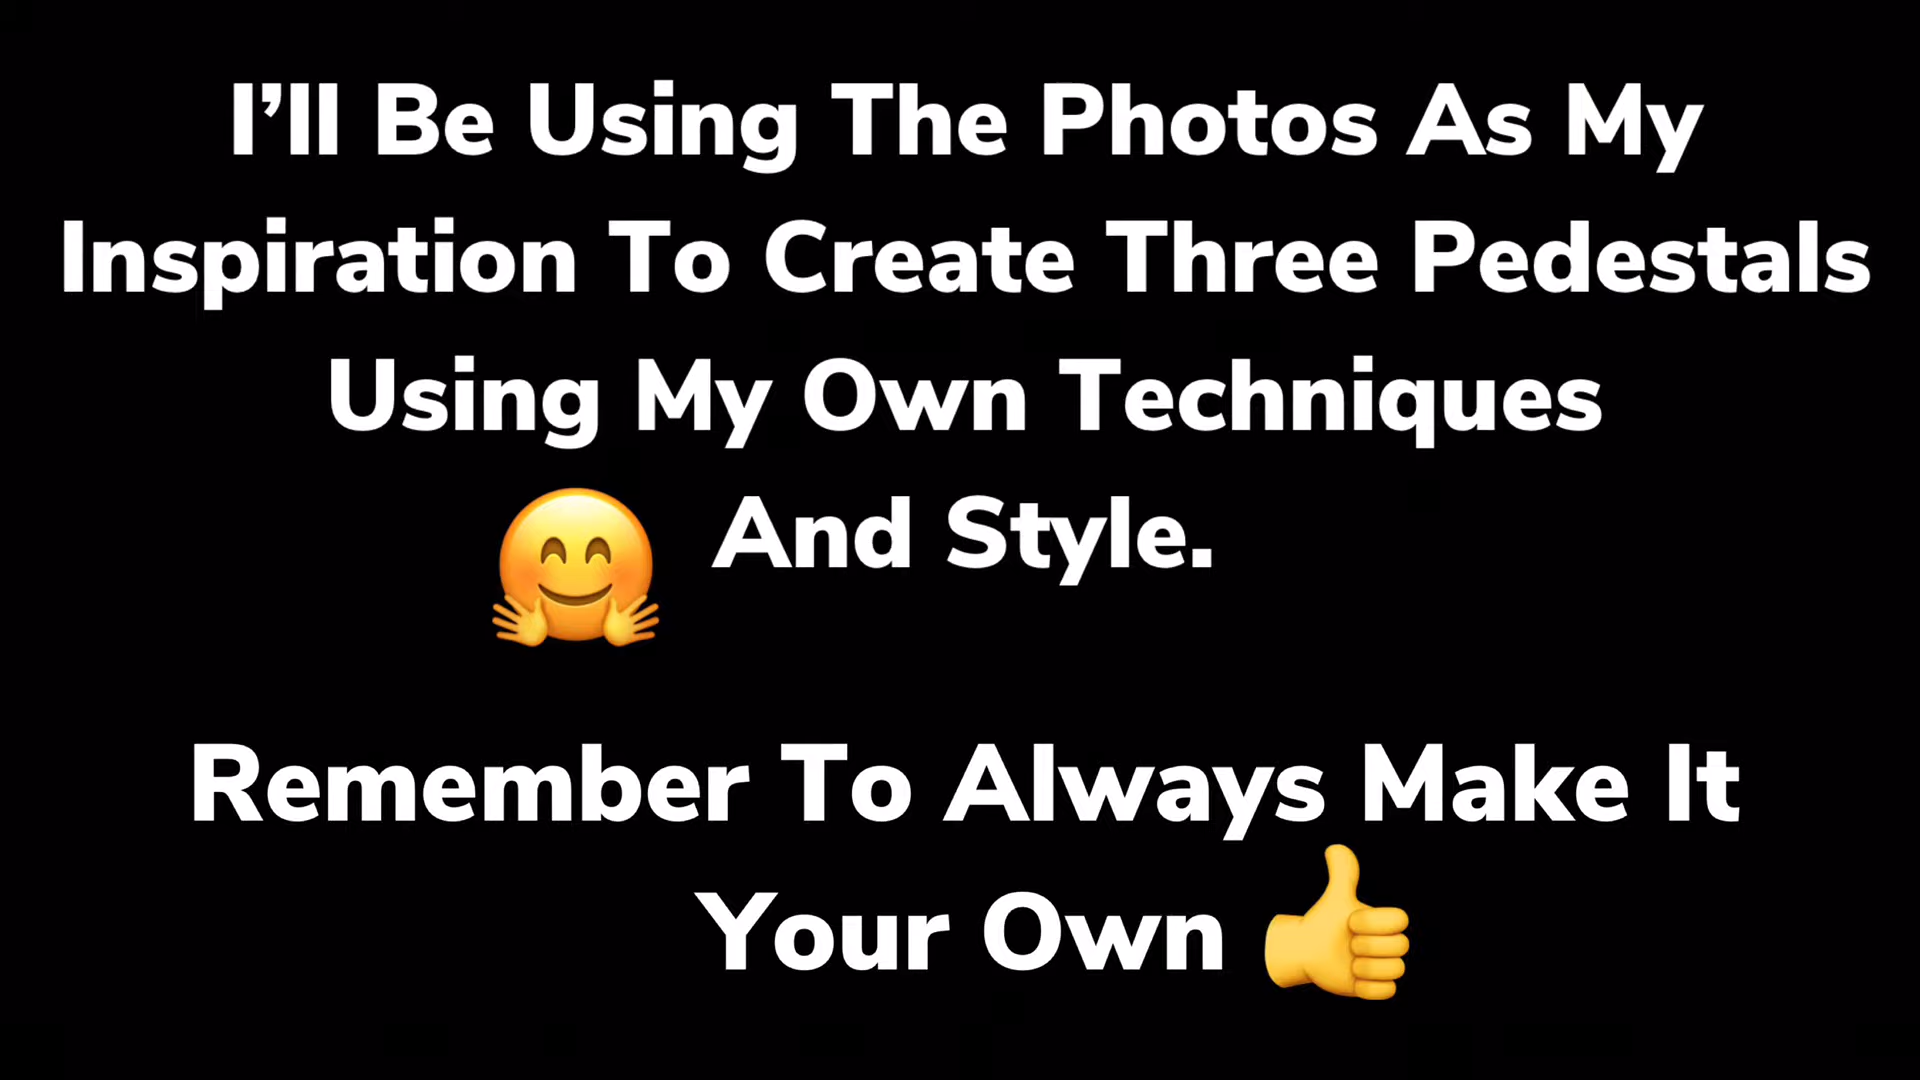 I’ll Be Using The Photos As My
Inspiration To Create Three Pedestals
Using My Own Techniques
And Style.
Remember To Always Make It
Your Own